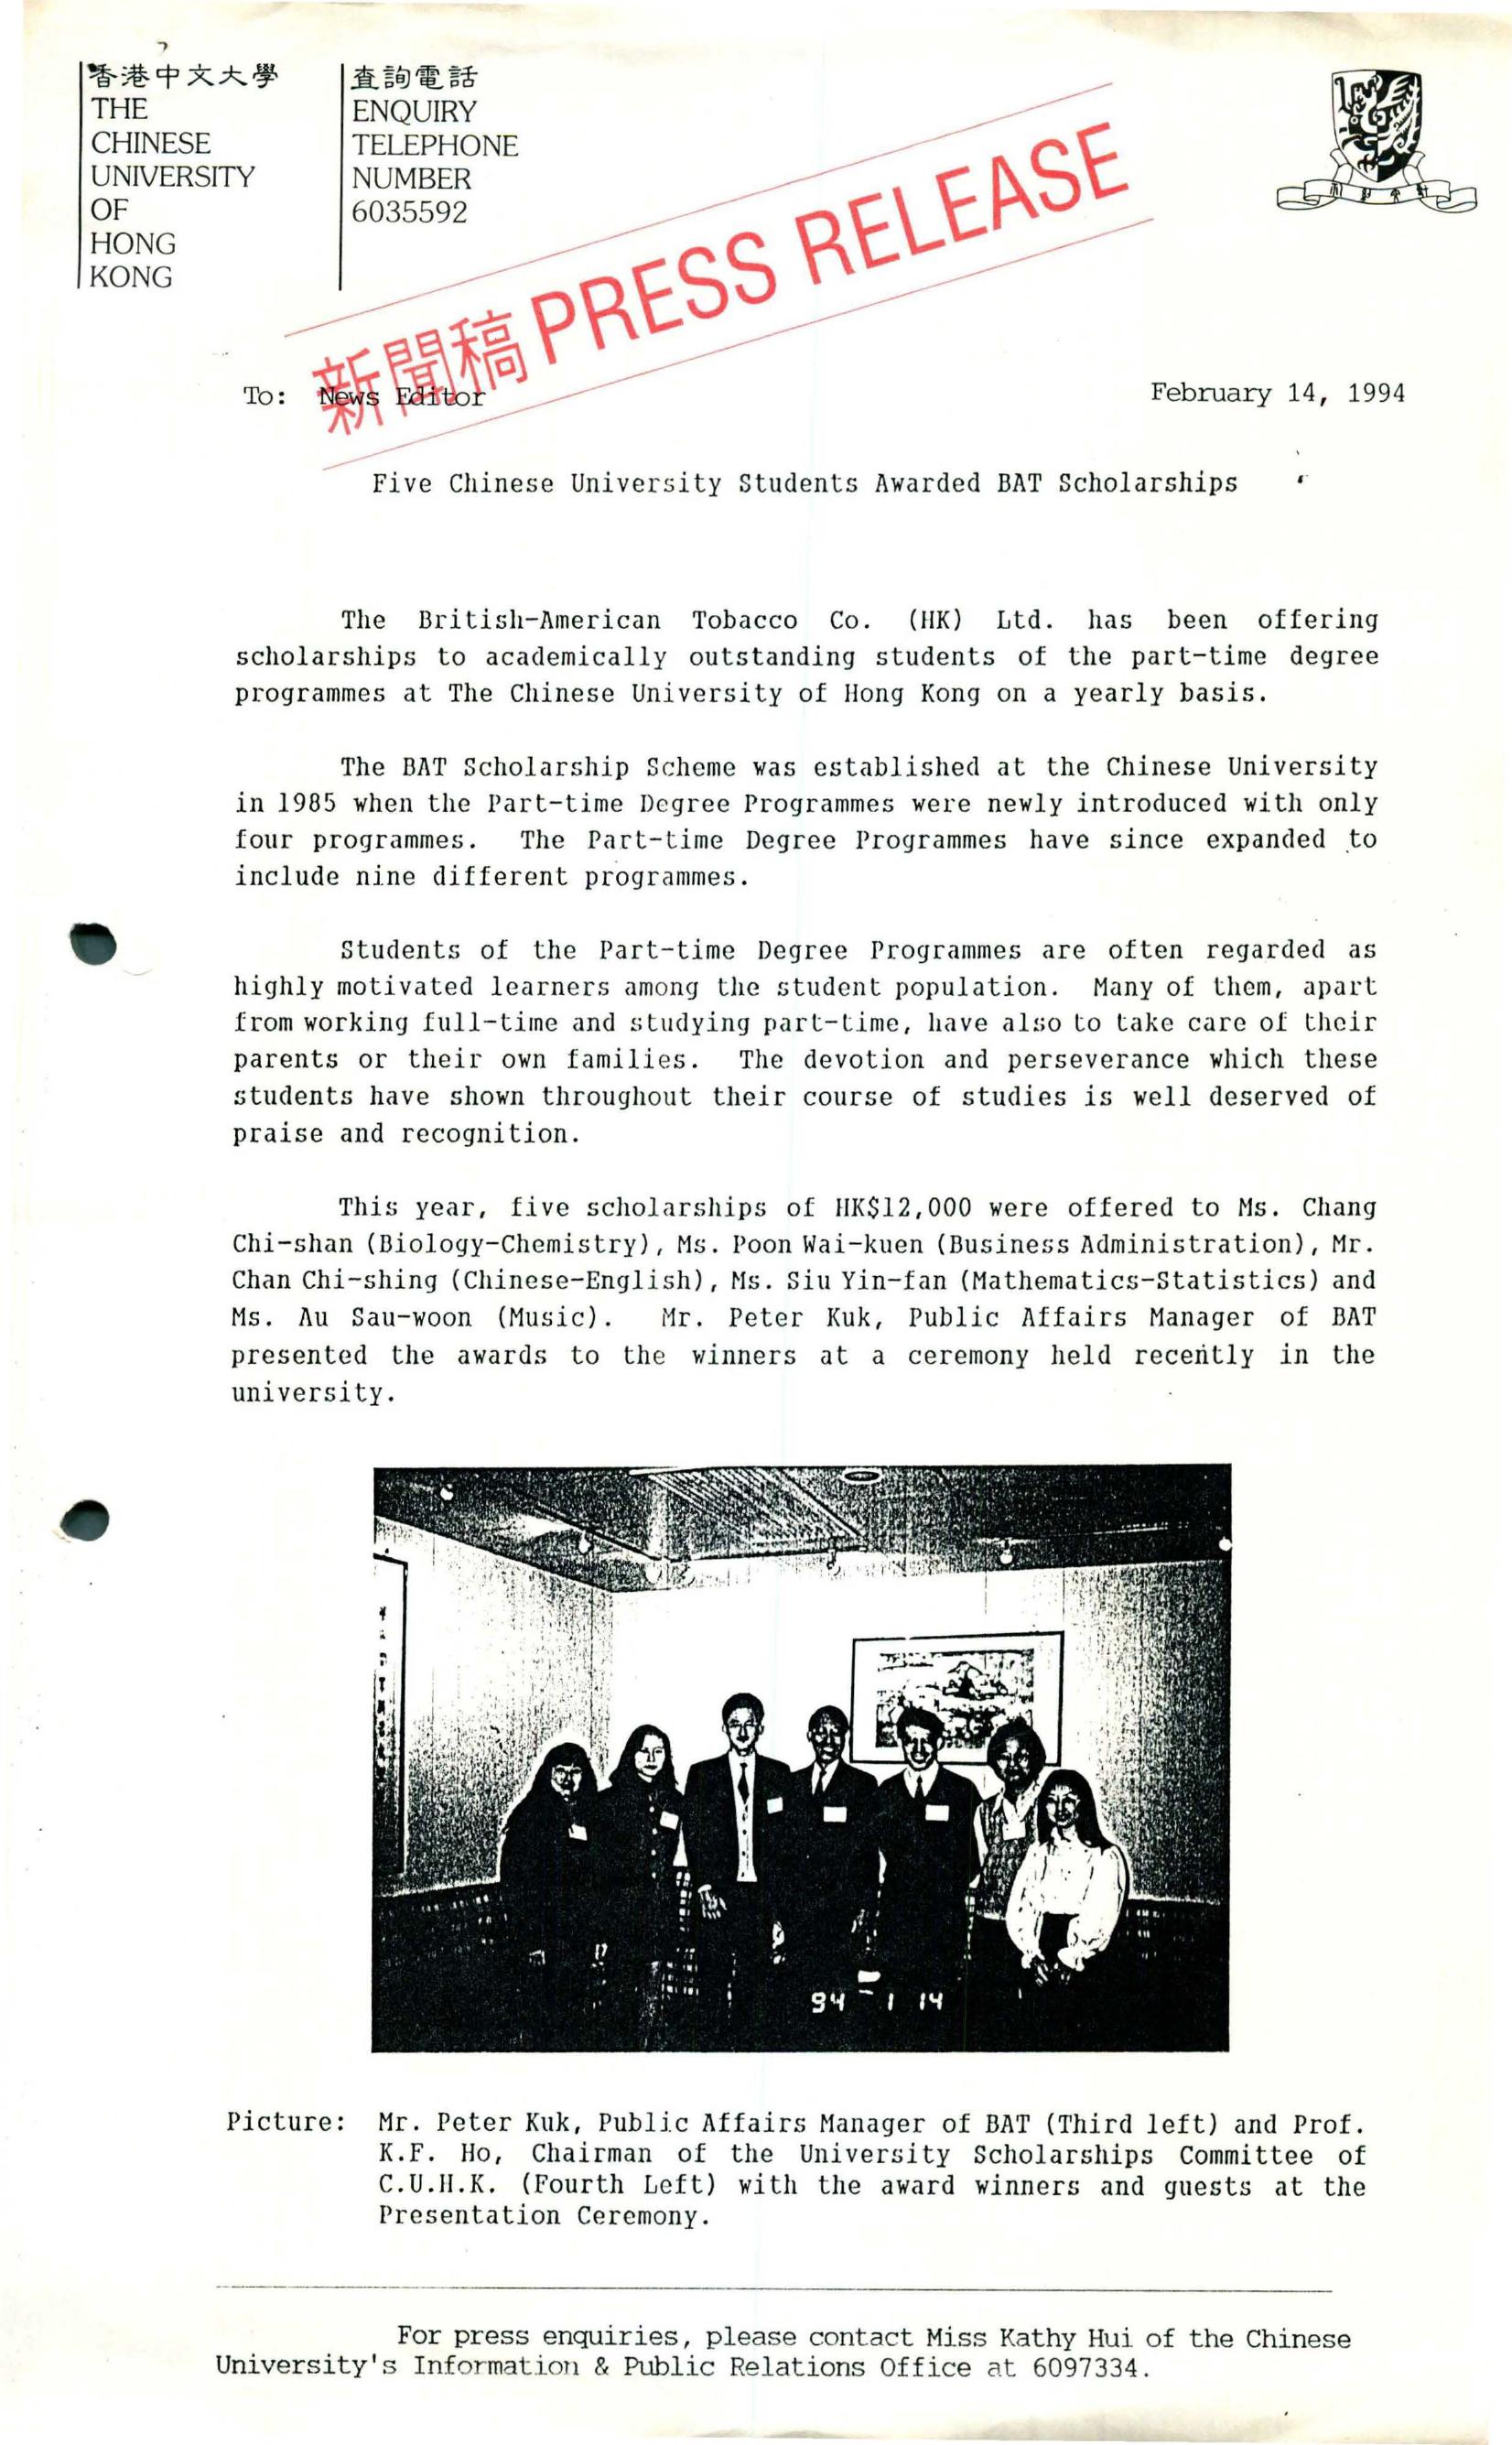 香港中文大學
THE
CHINESE
UNIVERSITY
OF
HONG
KONG
查詢電話
ENQUIRY
TELEPHONE
NUMBER
6035592
新聞稿 PRESS RELEASE
To: News Editor
February 14, 1994
Five Chinese University Students Awarded BAT Scholarships
The British-American Tobacco Co. (HK) Ltd. has been offering
scholarships to academically outstanding students of the part-time degree
programmes at The Chinese University of Hong Kong on a yearly basis.
The BAT Scholarship Scheme was established at the Chinese University
in 1985 when the Part-time Degree Programmes were newly introduced with only
four programmes. The Part-time Degree Programmes have since expanded to
include nine different programmes.
Students of the Part-time Degree Programmes are often regarded as
highly motivated learners among the student population. Many of them, apart
from working full-time and studying part-time, have also to take care of their
parents or their own families. The devotion and perseverance which these
students have shown throughout their course of studies is well deserved of
praise and recognition.
This year, five scholarships of HK$12,000 were offered to Ms. Chang
Chi-shan (Biology-Chemistry), Ms. Poon Wai-kuen (Business Administration), Mr.
Chan Chi-shing (Chinese-English), Ms. Siu Yin-fan (Mathematics-Statistics) and
Ms. Au Sau-woon (Music). Mr. Peter Kuk, Public Affairs Manager of BAT
presented the awards to the winners at a ceremony held recently in the
university.
94 1 14
Picture: Mr. Peter Kuk, Public Affairs Manager of BAT (Third left) and Prof.
K.F. Ho, Chairman of the University Scholarships Committee of
C.U.H.K. (Fourth Left) with the award winners and guests at the
Presentation Ceremony.
For press enquiries, please contact Miss Kathy Hui of the Chinese
University's Information & Public Relations Office at 6097334.